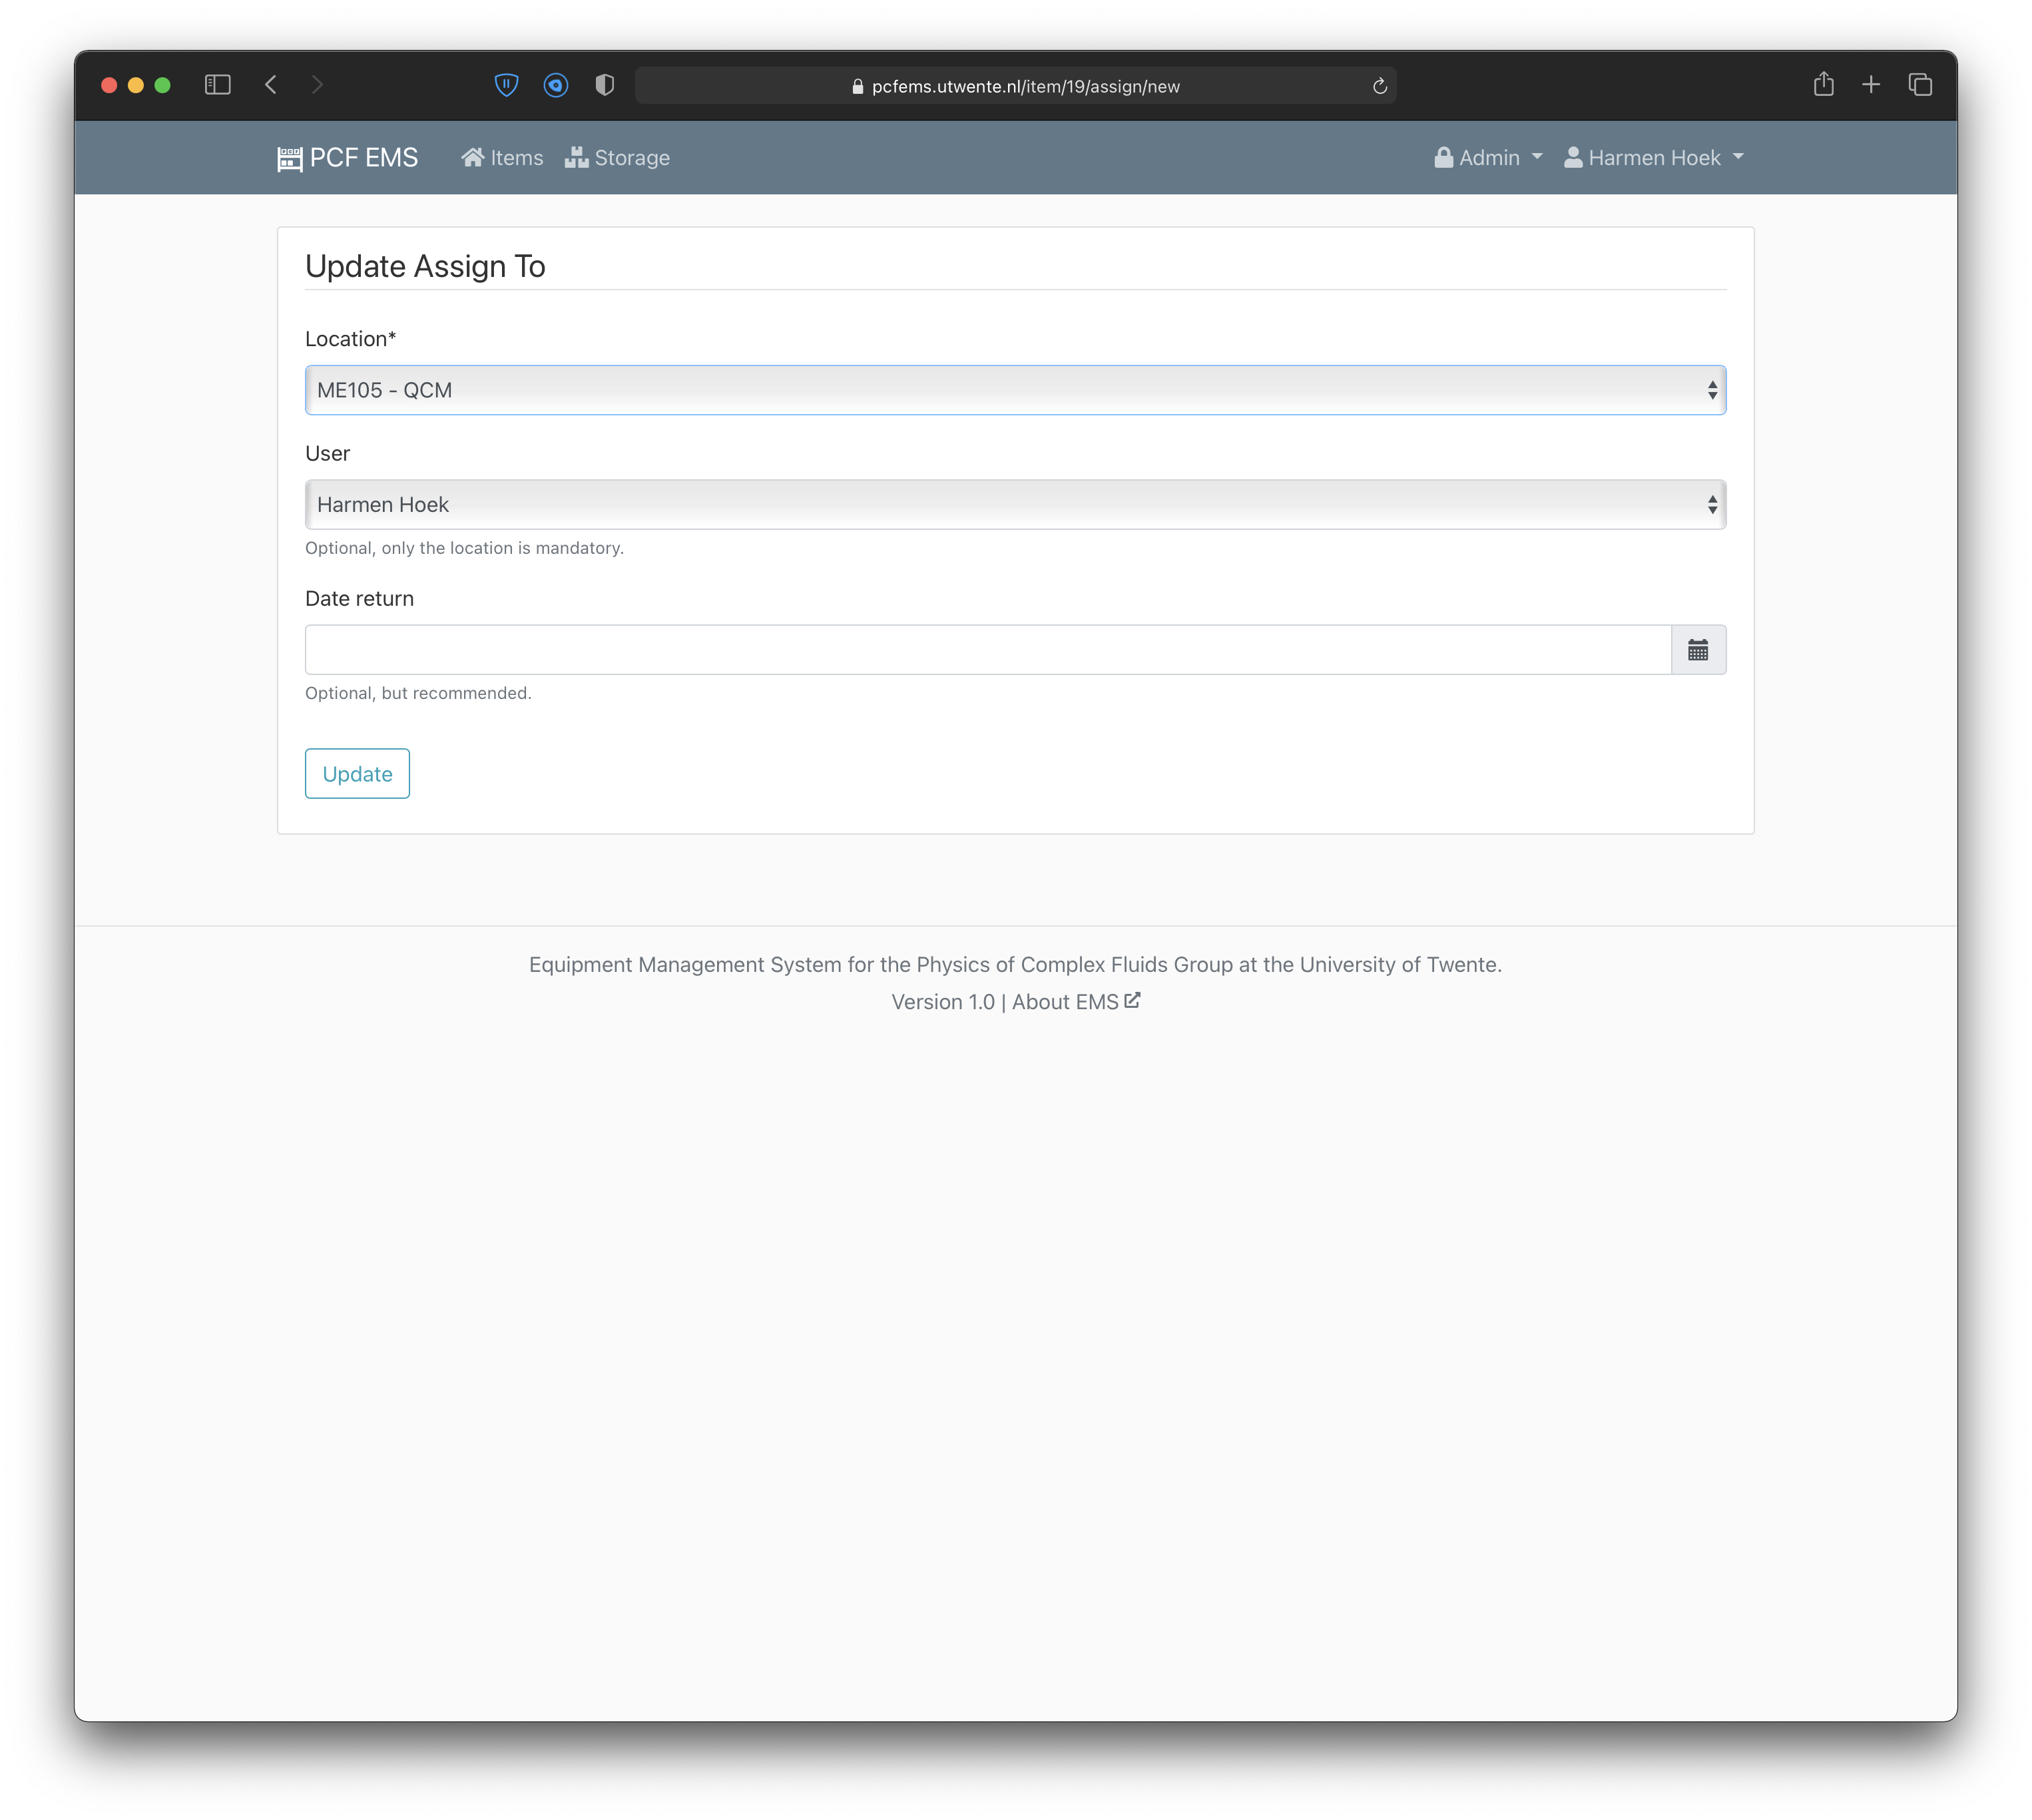 pcfems.utwente.nl/item/19/assign/new
PCF EMS Items Storage Admin Harmen Hoek
Update Assign To
Location*
ME105 - QCM
User
Harmen Hoek
Optional, only the location is mandatory.
Date return
Optional, but recommended.
Update
Equipment Management System for the Physics of Complex Fluids Group at the University of Twente.
Version 1.0 | About EMS